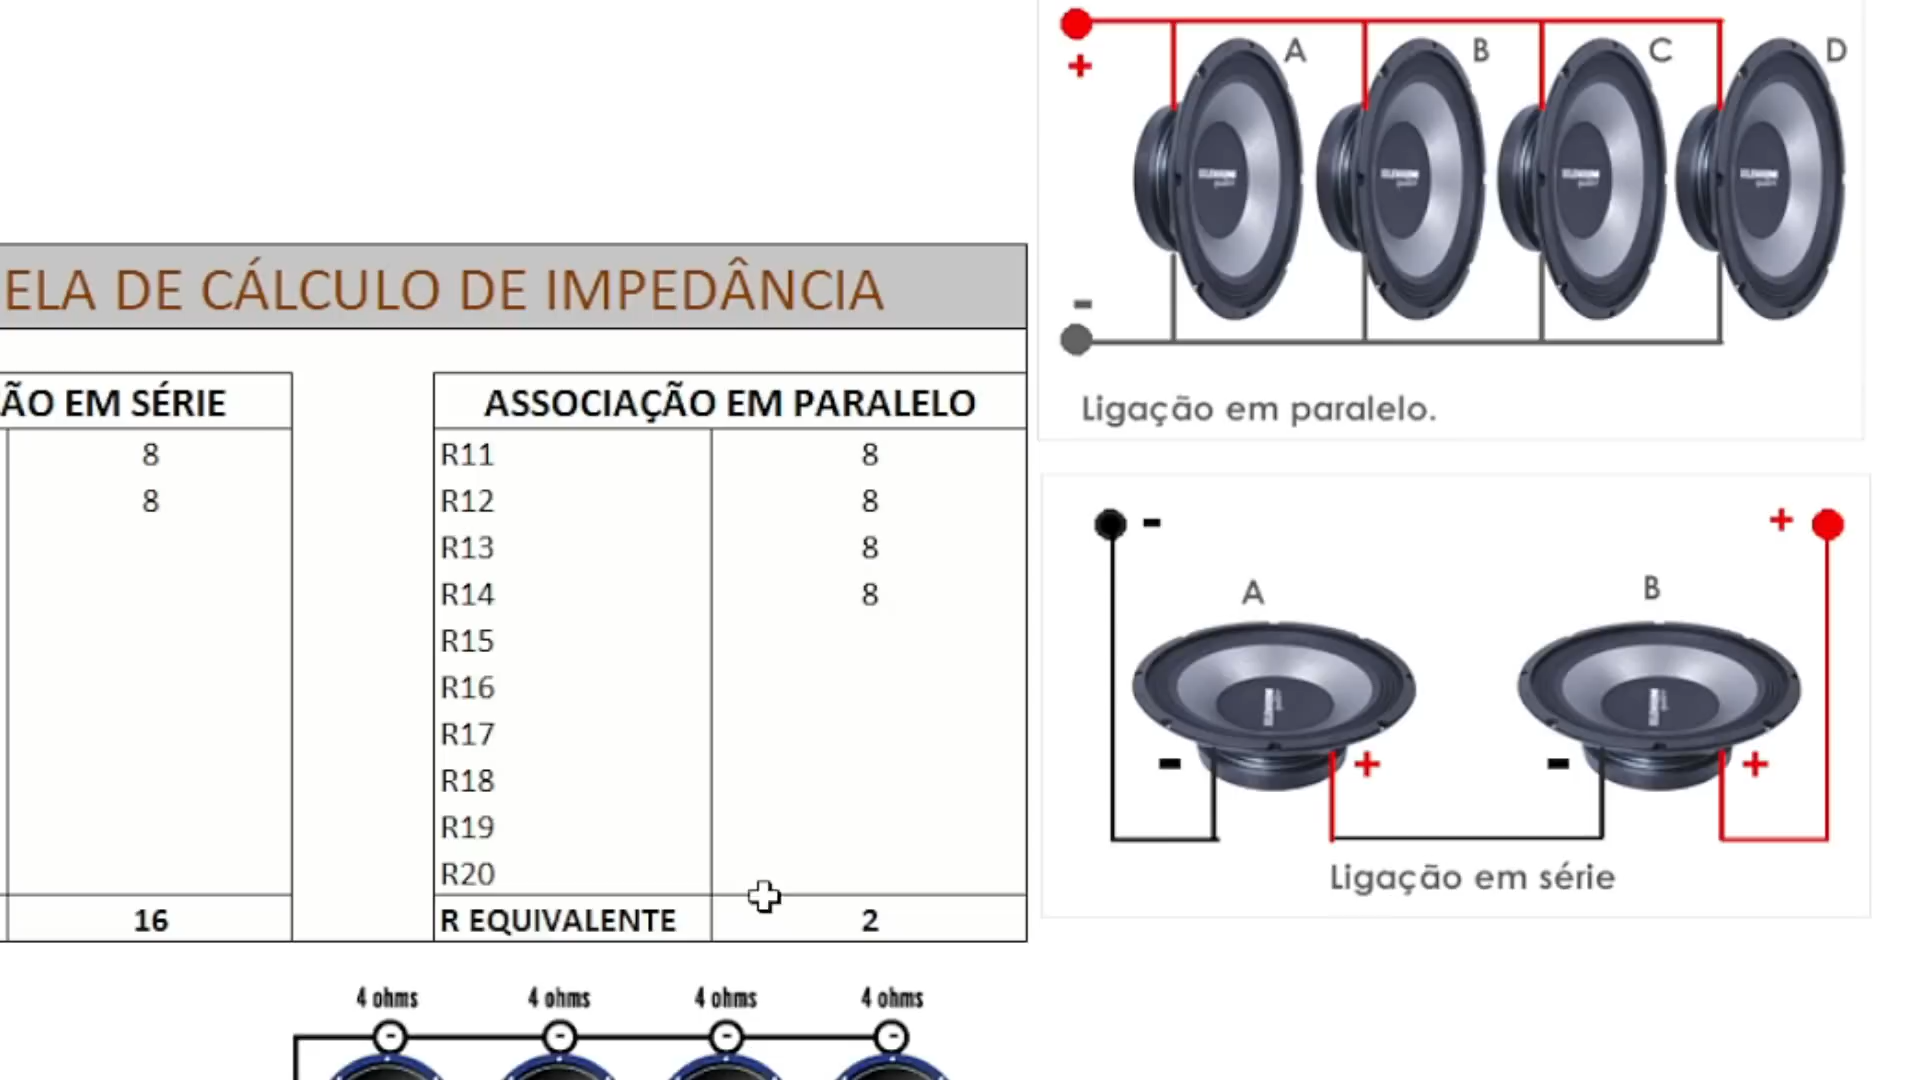 ELA DE CÁLCULO DE IMPEDÂNCIA
ÃO EM SÉRIE
8
8
16
ASSOCIAÇÃO EM PARALELO
R11 8
R12 8
R13 8
R14 8
R15
R16
R17
R18
R19
R20
R EQUIVALENTE 2
4 ohms 4 ohms 4 ohms 4 ohms
- - - -
+
A B C D
-
Ligação em paralelo.
- +
A B
- + - +
Ligação em série